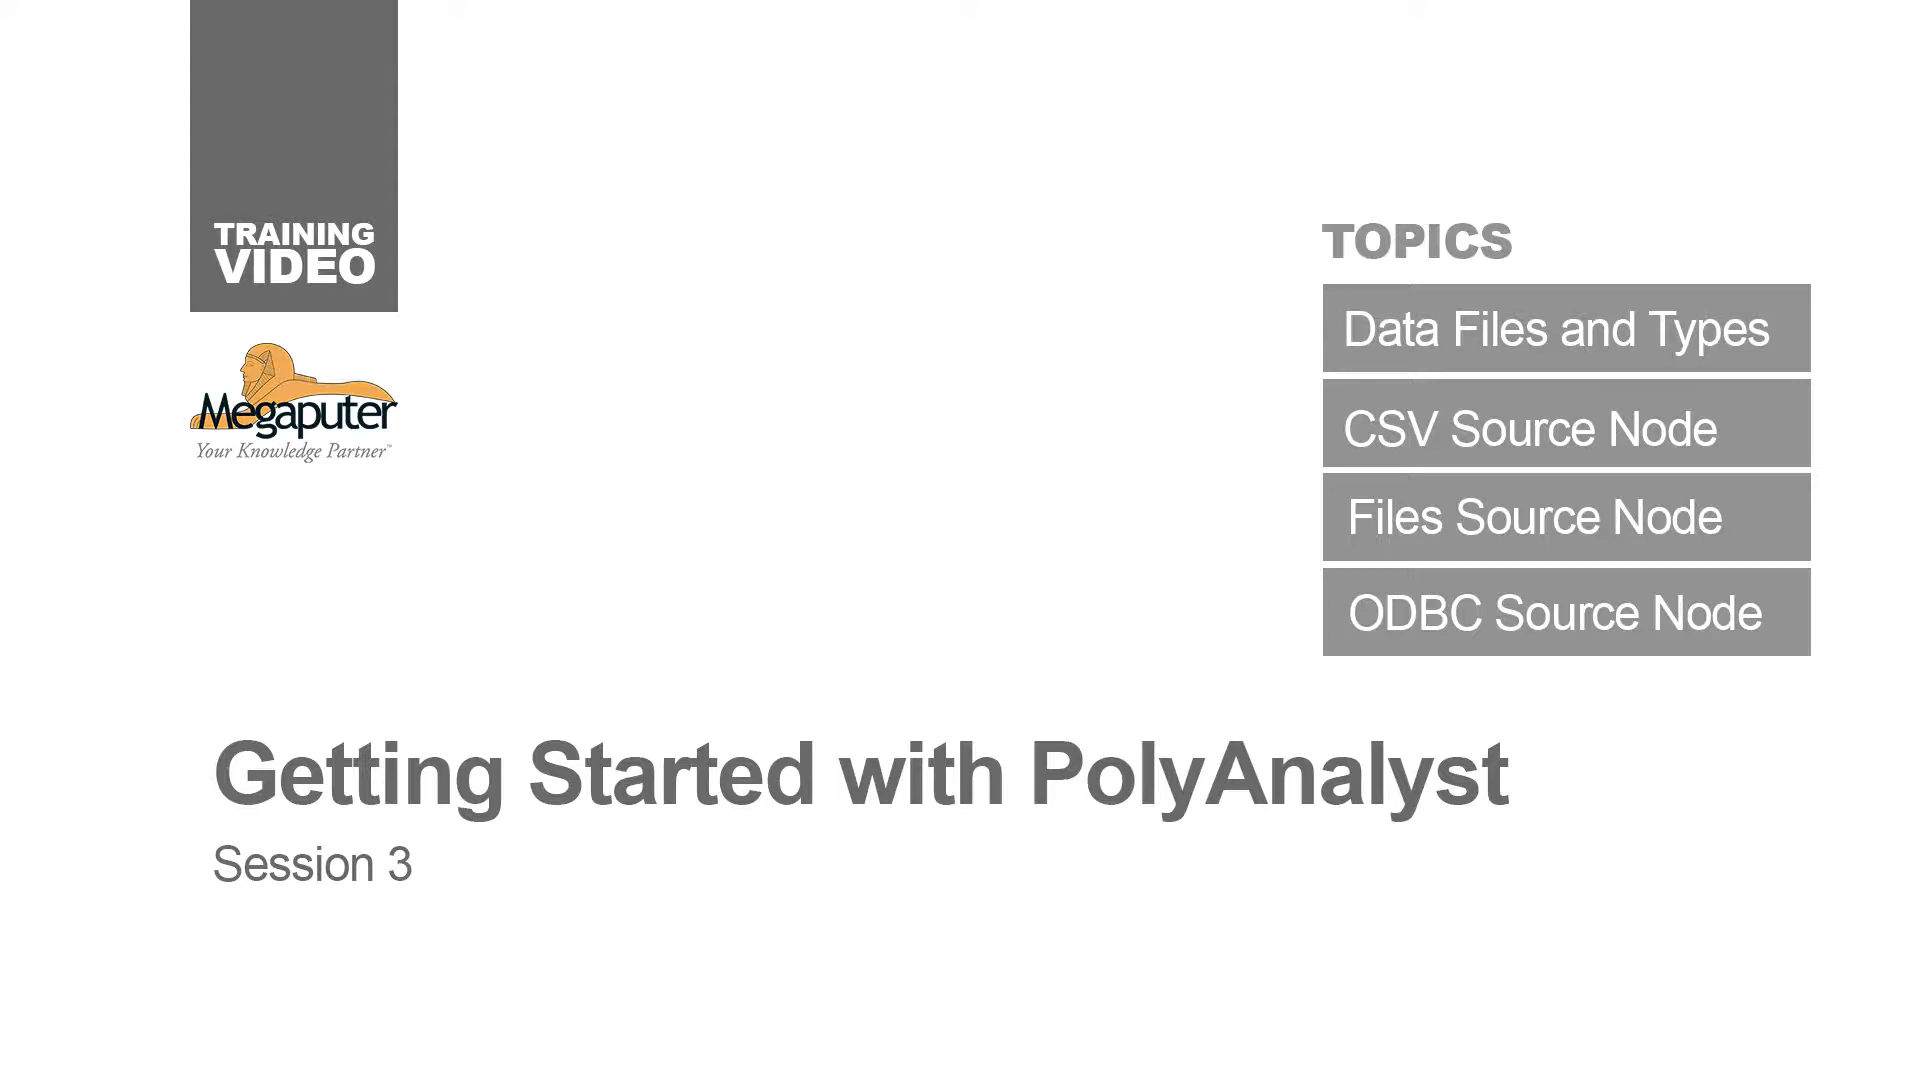 TRAINING
VIDEO
Megaputer
Your Knowledge Partner™
TOPICS
Data Files and Types
CSV Source Node
Files Source Node
ODBC Source Node
Getting Started with PolyAnalyst
Session 3